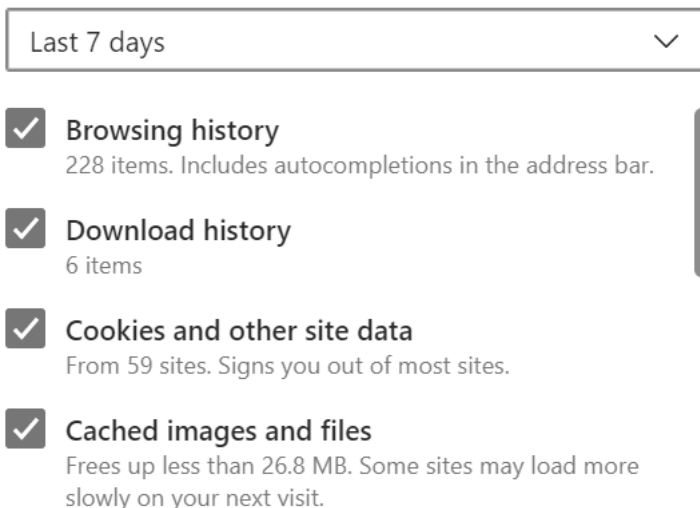 Last 7 days
Browsing history
228 items. Includes autocompletions in the address bar.
Download history
6 items
Cookies and other site data
From 59 sites. Signs you out of most sites.
Cached images and files
Frees up less than 26.8 MB. Some sites may load more
slowly on your next visit.